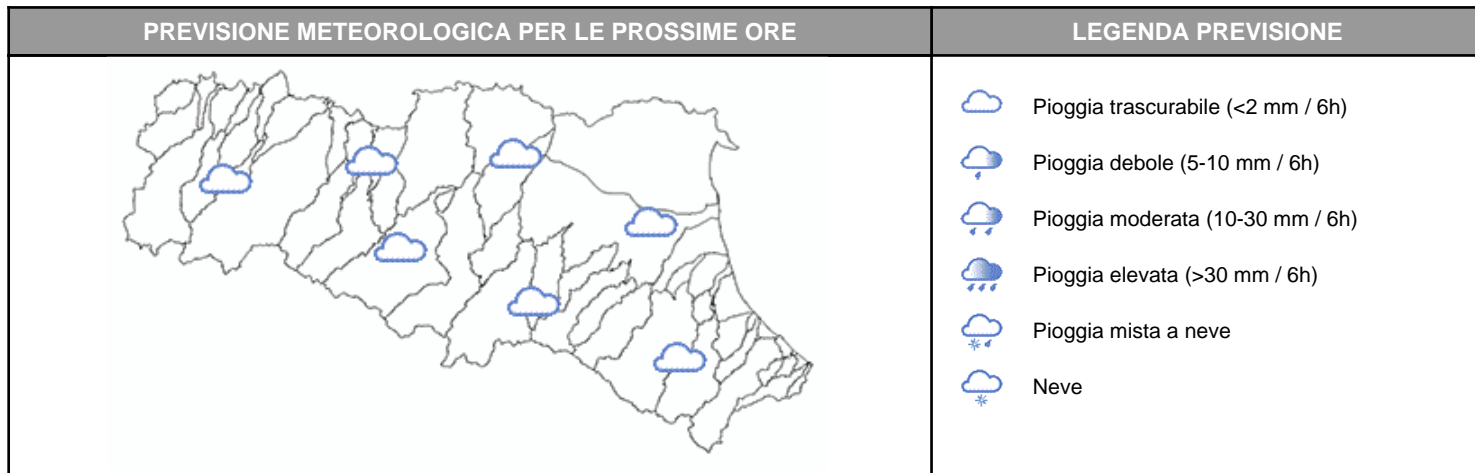 PREVISIONE METEOROLOGICA PER LE PROSSIME ORE
LEGENDA PREVISIONE
Pioggia trascurabile (<2 mm / 6h)
Pioggia debole (5-10 mm / 6h)
Pioggia moderata (10-30 mm / 6h)
Pioggia elevata (>30 mm / 6h)
Pioggia mista a neve
Neve